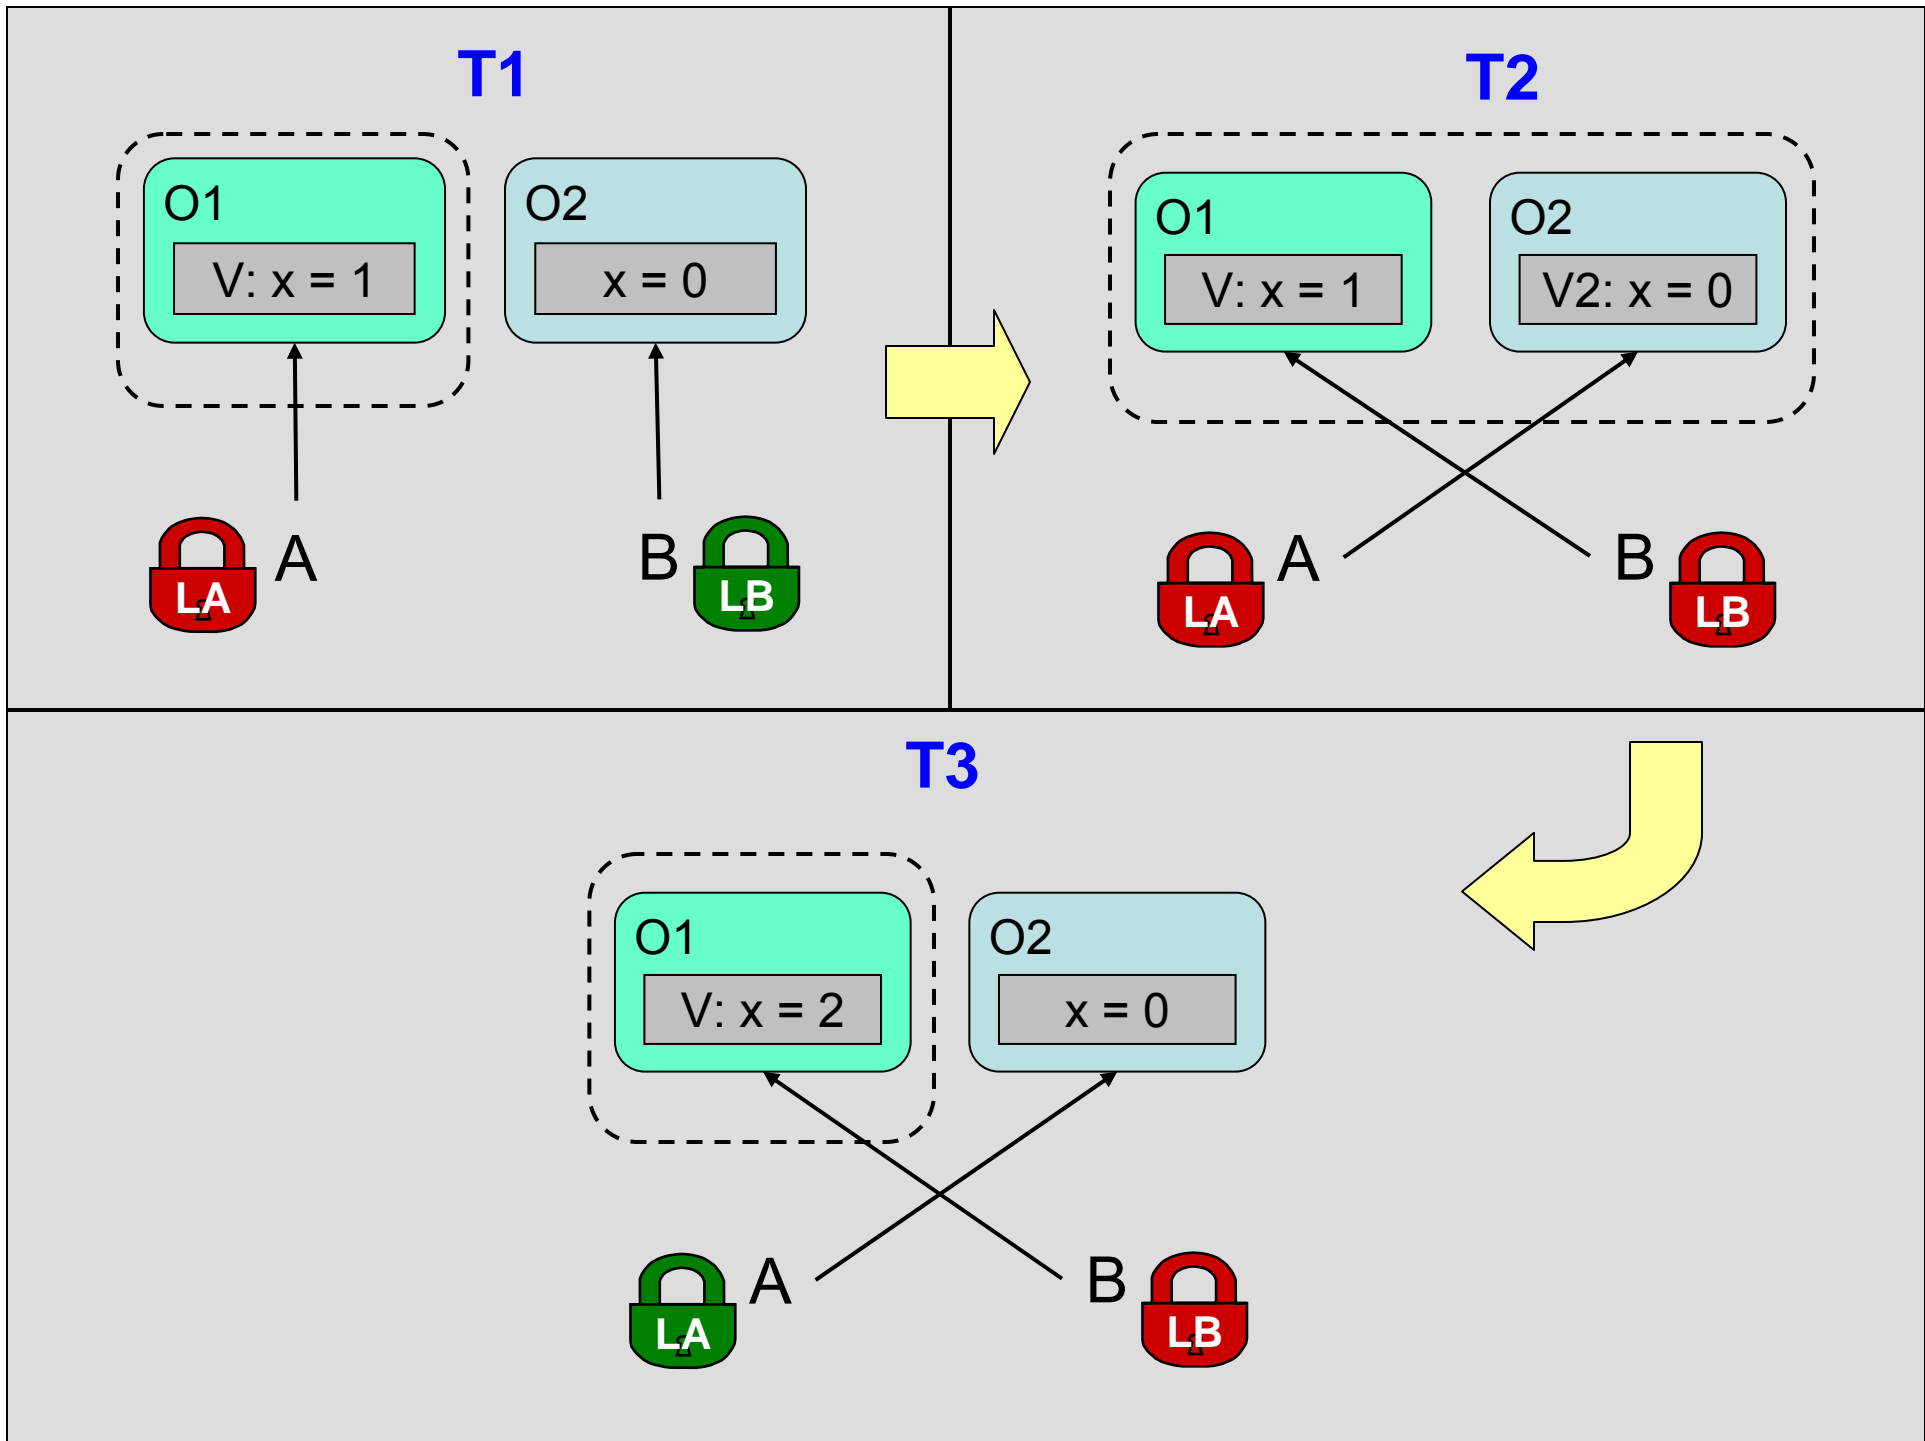 T1
O1
V: x = 1
O2
x = 0
LA
A
B
LB
T2
O1
V: x = 1
O2
V2: x = 0
LA
A
B
LB
T3
O1
V: x = 2
O2
x = 0
LA
A
B
LB